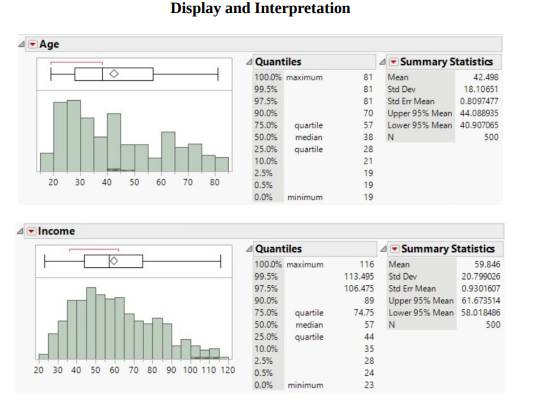 Display and Interpretation
Age
Quantiles
100.0% maximum 81
99.5% 81
97.5% 81
90.0% 70
75.0% quartile 57
50.0% median 38
25.0% quartile 28
10.0% 21
2.5% 19
0.5% 19
0.0% minimum 19
Summary Statistics
Mean 42.498
Std Dev 18.10651
Std Err Mean 0.8097477
Upper 95% Mean 44.088935
Lower 95% Mean 40.907065
N 500
20 30 40 50 60 70 80
Income
Quantiles
100.0% maximum 116
99.5% 113.495
97.5% 106.475
90.0% 89
75.0% quartile 74.75
50.0% median 57
25.0% quartile 44
10.0% 35
2.5% 28
0.5% 24
0.0% minimum 23
Summary Statistics
Mean 59.846
Std Dev 20.799026
Std Err Mean 0.9301607
Upper 95% Mean 61.673514
Lower 95% Mean 58.018486
N 500
20 30 40 50 60 70 80 90 100 110 120